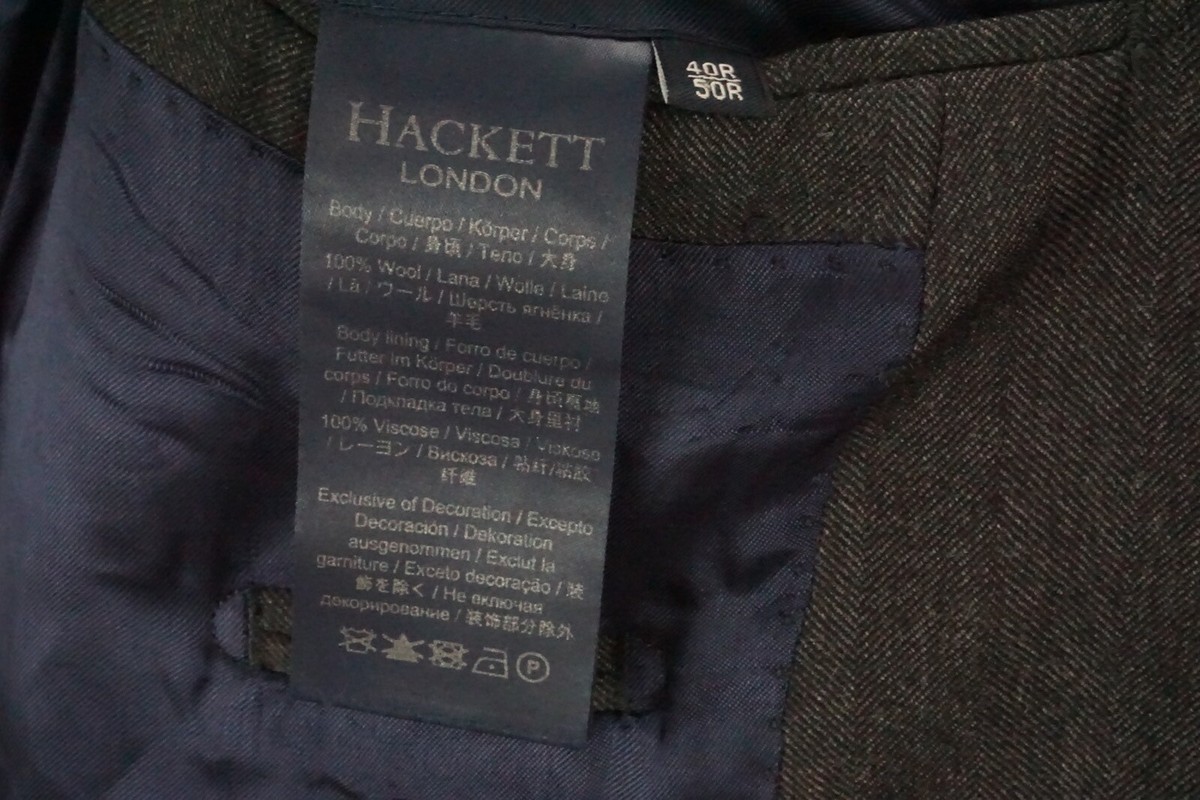 40R
50R
HACKETT
LONDON
Body / Cuerpo / Körper / Corps /
Corpo / 身頃 / Тело / 大身
100% Wool / Lana / Wolle / Laine
/ Lã / ウール / Шерсть ягнёнка /
羊毛
Body lining / Forro de cuerpo /
Futter im Körper / Doublure du
corps / Forro do corpo / 身頃裏地
/ Подкладка тела / 大身里衬
100% Viscose / Viscosa / Viskose
/ レーヨン / Вискоза / 粘纤/粘胶
纤维
Exclusive of Decoration / Excepto
Decoración / Dekoration
ausgenommen / Exclut la
garniture / Exceto decoração / 装
飾を除く / Не включая
декорирование / 装饰部分除外
P